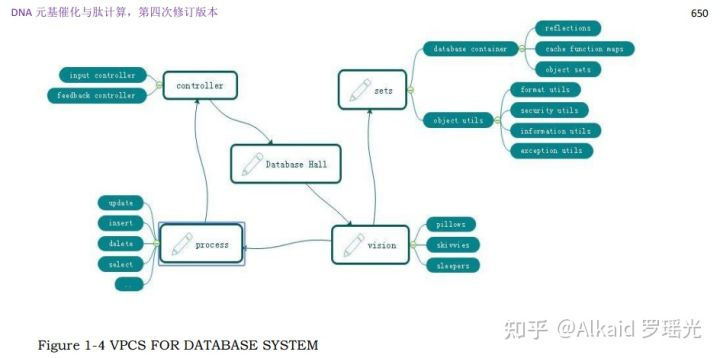 DNA 元基催化与肽计算，第四次修订版本
650
input controller
feedback controller
controller
Database Hall
sets
database container
reflections
cache function maps
object sets
object utils
format utils
security utils
information utils
exception utils
update
insert
delete
select
..
process
vision
pillows
skivvies
sleepers
知乎 @Alkaid 罗瑶光
Figure 1-4 VPCS FOR DATABASE SYSTEM